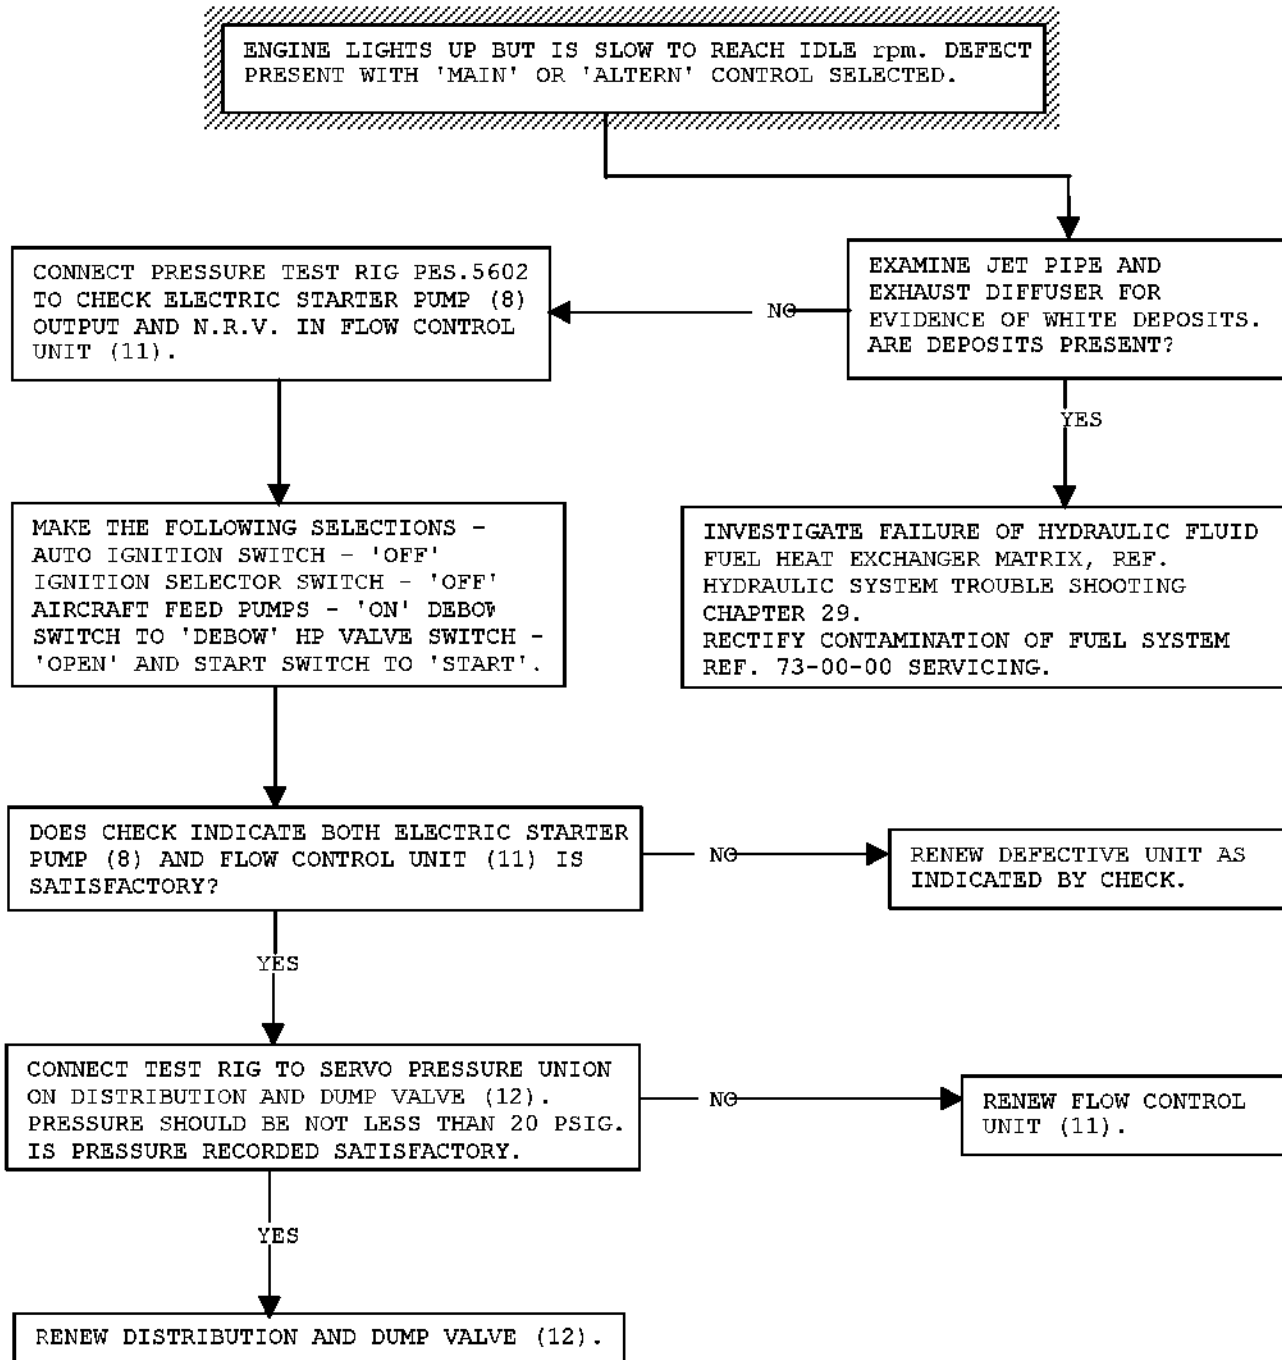 ENGINE LIGHTS UP BUT IS SLOW TO REACH IDLE rpm. DEFECT
PRESENT WITH 'MAIN' OR 'ALTERN' CONTROL SELECTED.
EXAMINE JET PIPE AND
EXHAUST DIFFUSER FOR
EVIDENCE OF WHITE DEPOSITS.
ARE DEPOSITS PRESENT?
NO
CONNECT PRESSURE TEST RIG PES.5602
TO CHECK ELECTRIC STARTER PUMP (8)
OUTPUT AND N.R.V. IN FLOW CONTROL
UNIT (11).
YES
INVESTIGATE FAILURE OF HYDRAULIC FLUID
FUEL HEAT EXCHANGER MATRIX, REF.
HYDRAULIC SYSTEM TROUBLE SHOOTING
CHAPTER 29.
RECTIFY CONTAMINATION OF FUEL SYSTEM
REF. 73-00-00 SERVICING.
MAKE THE FOLLOWING SELECTIONS -
AUTO IGNITION SWITCH - 'OFF'
IGNITION SELECTOR SWITCH - 'OFF'
AIRCRAFT FEED PUMPS - 'ON' DEBOW
SWITCH TO 'DEBOW' HP VALVE SWITCH -
'OPEN' AND START SWITCH TO 'START'.
DOES CHECK INDICATE BOTH ELECTRIC STARTER
PUMP (8) AND FLOW CONTROL UNIT (11) IS
SATISFACTORY?
NO
RENEW DEFECTIVE UNIT AS
INDICATED BY CHECK.
YES
CONNECT TEST RIG TO SERVO PRESSURE UNION
ON DISTRIBUTION AND DUMP VALVE (12).
PRESSURE SHOULD BE NOT LESS THAN 20 PSIG.
IS PRESSURE RECORDED SATISFACTORY.
NO
RENEW FLOW CONTROL
UNIT (11).
YES
RENEW DISTRIBUTION AND DUMP VALVE (12).